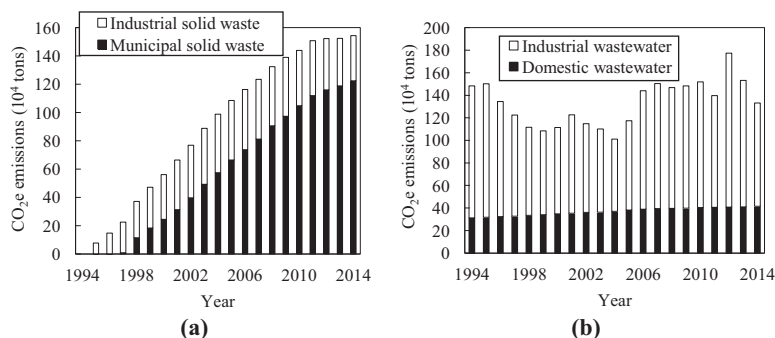 Industrial solid waste
Municipal solid waste
CO₂e emissions (10⁴ tons)
160
140
120
100
80
60
40
20
0
1994 1998 2002 2006 2010 2014
Year
(a)
Industrial wastewater
Domestic wastewater
CO₂e emissions (10⁴ tons)
200
180
160
140
120
100
80
60
40
20
0
1994 1998 2002 2006 2010 2014
Year
(b)